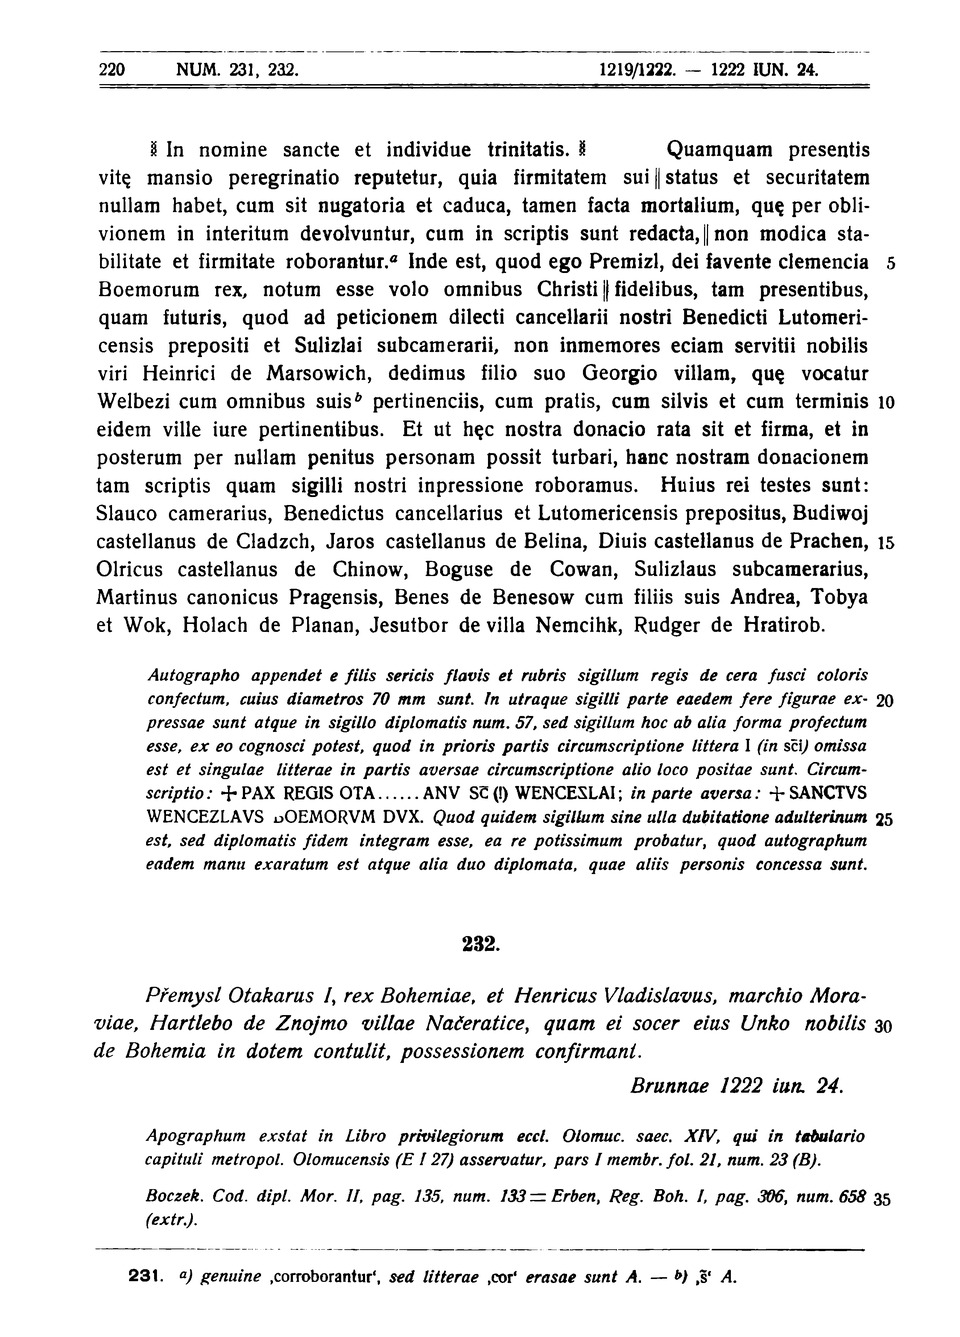 220 NUM. 231, 232. 1219/1222. — 1222 IUN. 24.
In nomine sancte et individue trinitatis. Quamquam presentis
vitę mansio peregrinatio reputetur, quia firmitatem sui || status et securitatem
nullam habet, cum sit nugatoria et caduca, tamen facta mortalium, quę per obli-
vionem in interitum devolvuntur, cum in scriptis sunt redacta, || non modica sta-
bilitate et firmitate roborantur.ᵃ Inde est, quod ego Premizl, dei favente clemencia 5
Boemorum rex, notum esse volo omnibus Christi || fidelibus, tam presentibus,
quam futuris, quod ad peticionem dilecti cancellarii nostri Benedicti Lutomeri-
censis prepositi et Sulizlai subcamerarii, non inmemores eciam servitii nobilis
viri Heinrici de Marsowich, dedimus filio suo Georgio villam, quę vocatur
Welbezi cum omnibus suisᵇ pertinenciis, cum pratis, cum silvis et cum terminis 10
eidem ville iure pertinentibus. Et ut hęc nostra donacio rata sit et firma, et in
posterum per nullam penitus personam possit turbari, hanc nostram donacionem
tam scriptis quam sigilli nostri inpressione roboramus. Huius rei testes sunt:
Slauco camerarius, Benedictus cancellarius et Lutomericensis prepositus, Budiwoj
castellanus de Cladzch, Jaros castellanus de Belina, Diuis castellanus de Prachen, 15
Olricus castellanus de Chinow, Boguse de Cowan, Sulizlaus subcamerarius,
Martinus canonicus Pragensis, Benes de Benesow cum filiis suis Andrea, Tobya
et Wok, Holach de Planan, Jesutbor de villa Nemcihk, Rudger de Hratirob.
Autographo appendet e filis sericis flavis et rubris sigillum regis de cera fusci coloris
confectum, cuius diametros 70 mm sunt. In utraque sigilli parte eaedem fere figurae ex- 20
pressae sunt atque in sigillo diplomatis num. 57, sed sigillum hoc ab alia forma profectum
esse, ex eo cognosci potest, quod in prioris partis circumscriptione littera I (in sc̄i) omissa
est et singulae litterae in partis aversae circumscriptione alio loco positae sunt. Circum-
scriptio: + PAX REGIS OTA......ANV SC̄ (!) WENCEZLAI; in parte aversa: + SANCTVS
WENCEZLAVS BOEMORVM DVX. Quod quidem sigillum sine ulla dubitatione adulterinum 25
est, sed diplomatis fidem integram esse, ea re potissimum probatur, quod autographum
eadem manu exaratum est atque alia duo diplomata, quae aliis personis concessa sunt.
232.
Přemysl Otakarus I, rex Bohemiae, et Henricus Vladislavus, marchio Mora-
viae, Hartlebo de Znojmo villae Načeratice, quam ei socer eius Unko nobilis 30
de Bohemia in dotem contulit, possessionem confirmant.
Brunnae 1222 iun. 24.
Apographum exstat in Libro privilegiorum eccl. Olomuc. saec. XIV, qui in tabulario
capituli metropol. Olomucensis (E I 27) asservatur, pars I membr. fol. 21, num. 23 (B).
Boczek. Cod. dipl. Mor. II, pag. 135, num. 133 = Erben, Reg. Boh. I, pag. 306, num. 658 35
(extr.).
231. a) genuine ‚corroborantur‘, sed litterae ‚cor‘ erasae sunt A. — b) ‚s̄‘ A.